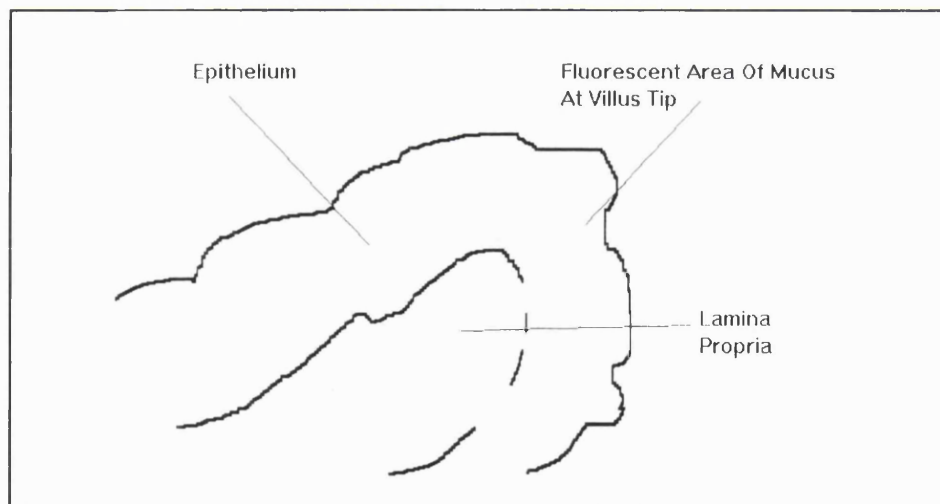 Epithelium
Fluorescent Area Of Mucus
At Villus Tip
Lamina
Propria